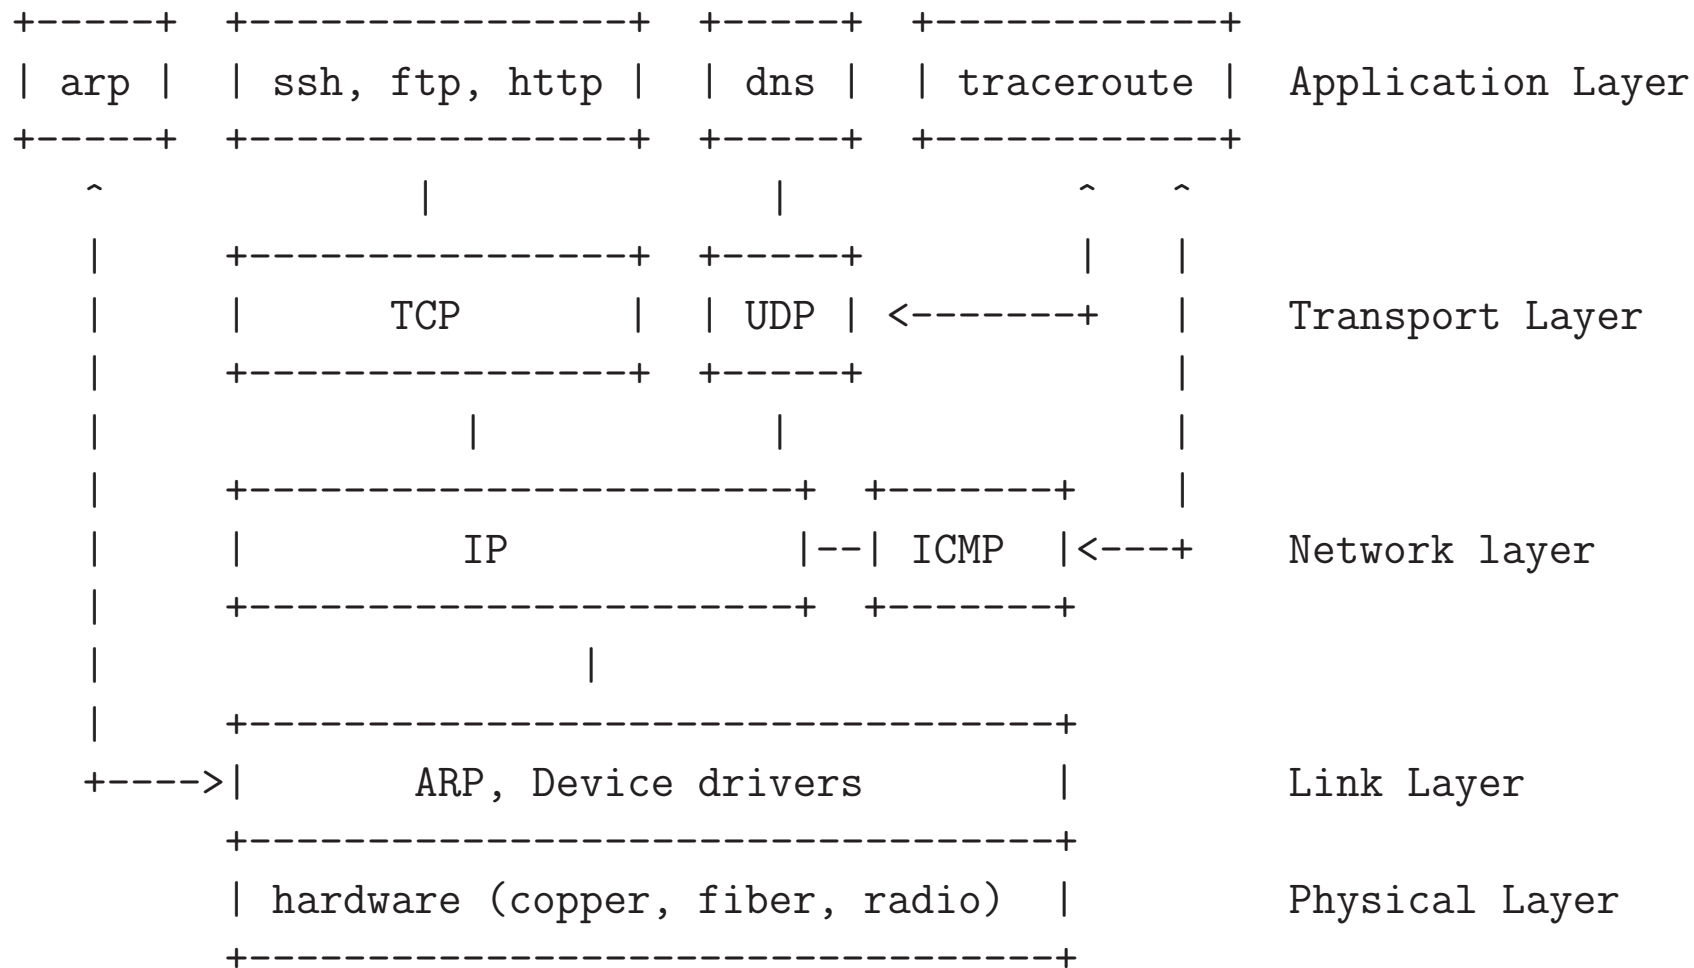 +-----+  +----------------+  +-----+  +------------+
| arp |  | ssh, ftp, http |  | dns |  | traceroute |  Application Layer
+-----+  +----------------+  +-----+  +------------+
   ^             |              |            ^   ^
   |     +----------------+  +-----+         |   |
   |     |      TCP       |  | UDP | <-------+   |    Transport Layer
   |     +----------------+  +-----+             |
   |               |            |                |
   |     +-----------------------+  +-------+    |
   |     |         IP            |--| ICMP  |<---+    Network layer
   |     +-----------------------+  +-------+
   |                    |
   |     +----------------------------------+
   +---->|       ARP, Device drivers        |         Link Layer
         +----------------------------------+
         | hardware (copper, fiber, radio)  |         Physical Layer
         +----------------------------------+